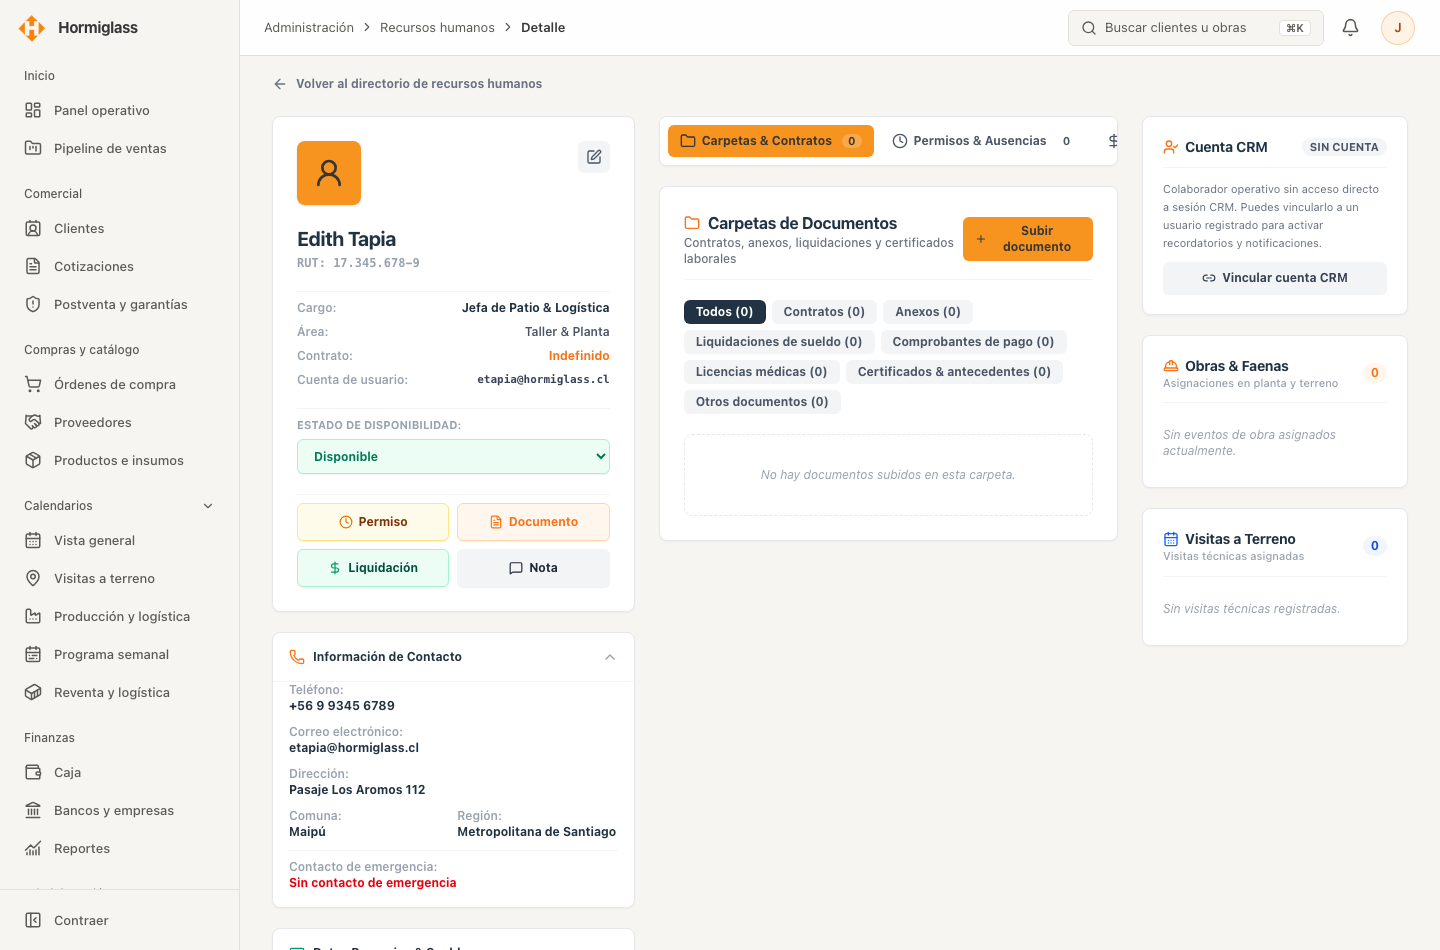 Hormiglass
Inicio
Panel operativo
Pipeline de ventas
Comercial
Clientes
Cotizaciones
Postventa y garantías
Compras y catálogo
Órdenes de compra
Proveedores
Productos e insumos
Calendarios
Vista general
Visitas a terreno
Producción y logística
Programa semanal
Reventa y logística
Finanzas
Caja
Bancos y empresas
Reportes
Contraer
Administración > Recursos humanos > Detalle
Buscar clientes u obras ⌘K
J
Volver al directorio de recursos humanos
Edith Tapia
RUT: 17.345.678-9
Cargo: Jefa de Patio & Logística
Área: Taller & Planta
Contrato: Indefinido
Cuenta de usuario: etapia@hormiglass.cl
ESTADO DE DISPONIBILIDAD:
Disponible
Permiso
Documento
Liquidación
Nota
Información de Contacto
Teléfono:
+56 9 9345 6789
Correo electrónico:
etapia@hormiglass.cl
Dirección:
Pasaje Los Aromos 112
Comuna: Región:
Maipú Metropolitana de Santiago
Contacto de emergencia:
Sin contacto de emergencia
Carpetas & Contratos 0
Permisos & Ausencias 0
$
Carpetas de Documentos
Contratos, anexos, liquidaciones y certificados
laborales
+ Subir
documento
Todos (0) Contratos (0) Anexos (0)
Liquidaciones de sueldo (0) Comprobantes de pago (0)
Licencias médicas (0) Certificados & antecedentes (0)
Otros documentos (0)
No hay documentos subidos en esta carpeta.
Cuenta CRM SIN CUENTA
Colaborador operativo sin acceso directo
a sesión CRM. Puedes vincularlo a un
usuario registrado para activar
recordatorios y notificaciones.
Vincular cuenta CRM
Obras & Faenas 0
Asignaciones en planta y terreno
Sin eventos de obra asignados
actualmente.
Visitas a Terreno 0
Visitas técnicas asignadas
Sin visitas técnicas registradas.